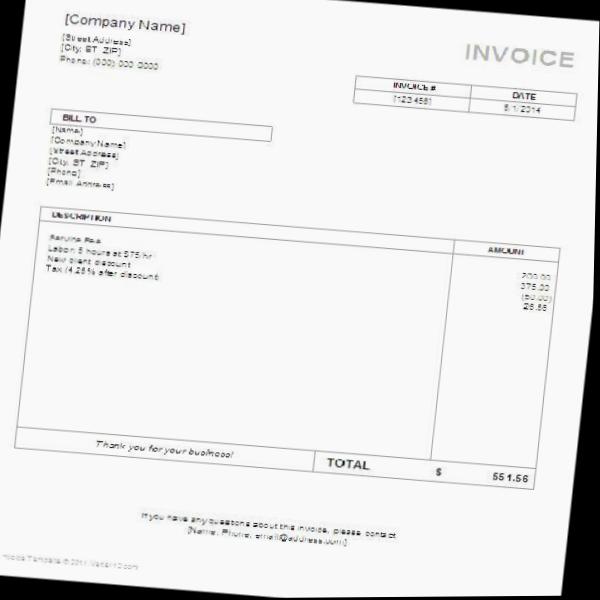 [Company Name]
[Street Address]
[City, ST ZIP]
Phone: (000) 000-0000
INVOICE
INVOICE # DATE
[123456] 5/1/2014
BILL TO
[Name]
[Company Name]
[Street Address]
[City, ST ZIP]
[Phone]
[Email Address]
DESCRIPTION AMOUNT
Service Fee 200.00
Labor: 5 hours at $75/hr 375.00
New client discount (50.00)
Tax (4.25% after discount) 26.56
Thank you for your business!
TOTAL $ 551.56
If you have any questions about this invoice, please contact
[Name, Phone, email@address.com]
Invoice Template © 2011 Vertex42.com